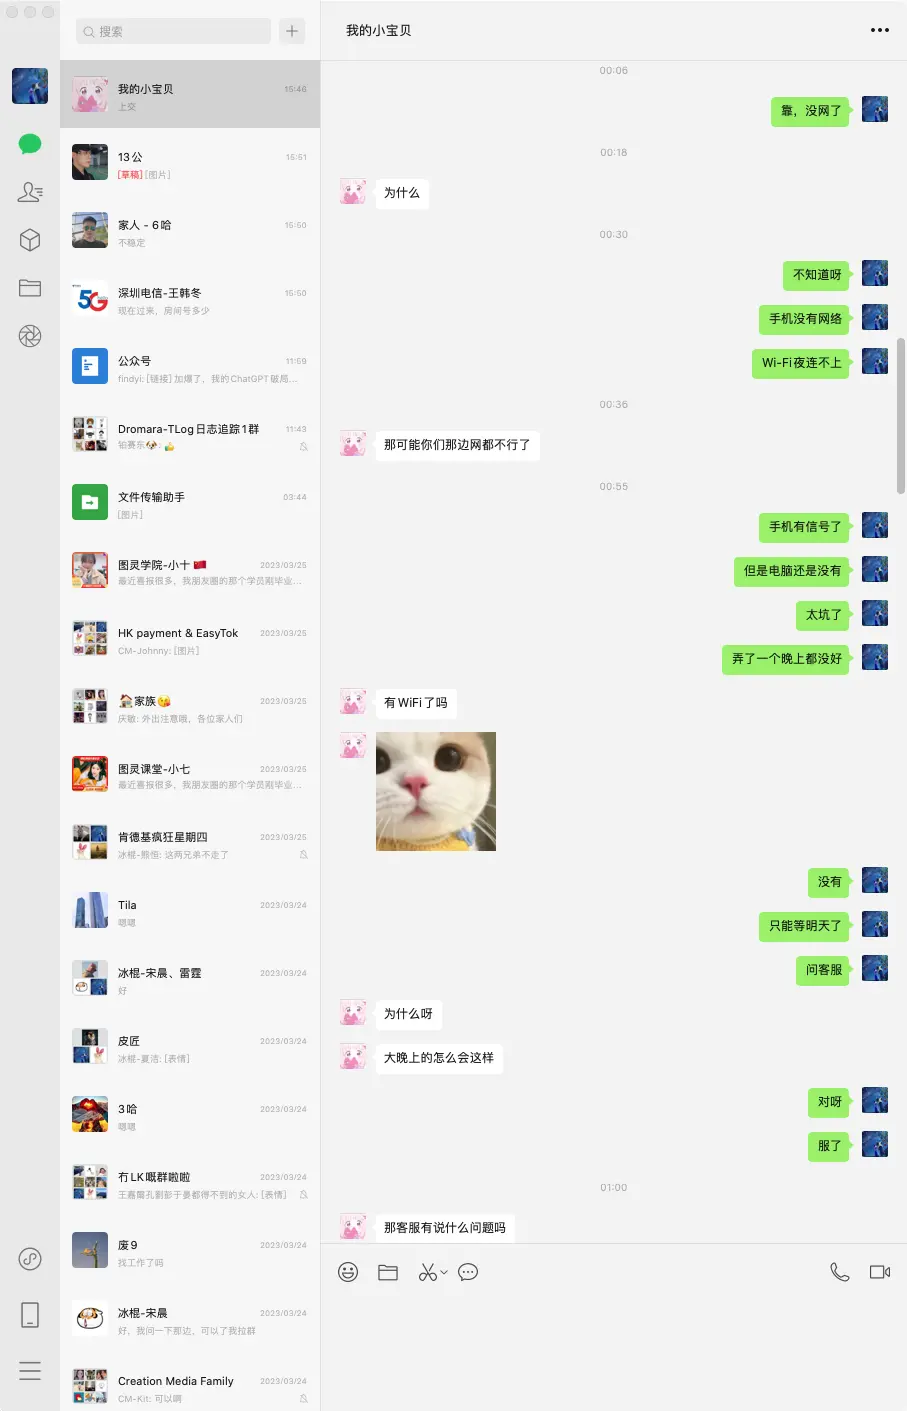 搜索
我的小宝贝
15:46
上交
13公
15:51
[草稿][图片]
家人 - 6哈
15:50
不稳定
深圳电信-王韩冬
15:50
现在过来，房间号多少
公众号
11:59
findyi: [链接] 加爆了，我的ChatGPT破局...
Dromara-TLog日志追踪1群
11:43
铂赛东🐶: 👍
文件传输助手
03:44
[图片]
图灵学院-小十🇨🇳
2023/03/25
最近喜报很多，我朋友圈的那个学员刚毕业...
HK payment & EasyTok
2023/03/25
CM-Johnny: [图片]
🏠家族😘
2023/03/25
庆敏: 外出注意哦，各位家人们
图灵课堂-小七
2023/03/25
最近喜报很多，我朋友圈的那个学员刚毕业...
肯德基疯狂星期四
2023/03/25
冰棍-熊恒: 这两兄弟不走了
Tila
2023/03/24
嗯嗯
冰棍-宋晨、雷霆
2023/03/24
好
皮匠
2023/03/24
冰棍-夏洁: [表情]
3哈
2023/03/24
嗯嗯
冇LK嘅群啦啦
2023/03/24
王嘉爾孔劉彭于晏都得不到的女人: [表情]
废9
2023/03/24
找工作了吗
冰棍-宋晨
2023/03/24
好，我问一下那边，可以了我拉群
Creation Media Family
2023/03/24
CM-Kit: 可以啊
我的小宝贝
00:06
靠，没网了
00:18
为什么
00:30
不知道呀
手机没有网络
Wi-Fi夜连不上
00:36
那可能你们那边网都不行了
00:55
手机有信号了
但是电脑还是没有
太坑了
弄了一个晚上都没好
有WiFi了吗
没有
只能等明天了
问客服
为什么呀
大晚上的怎么会这样
对呀
服了
01:00
那客服有说什么问题吗